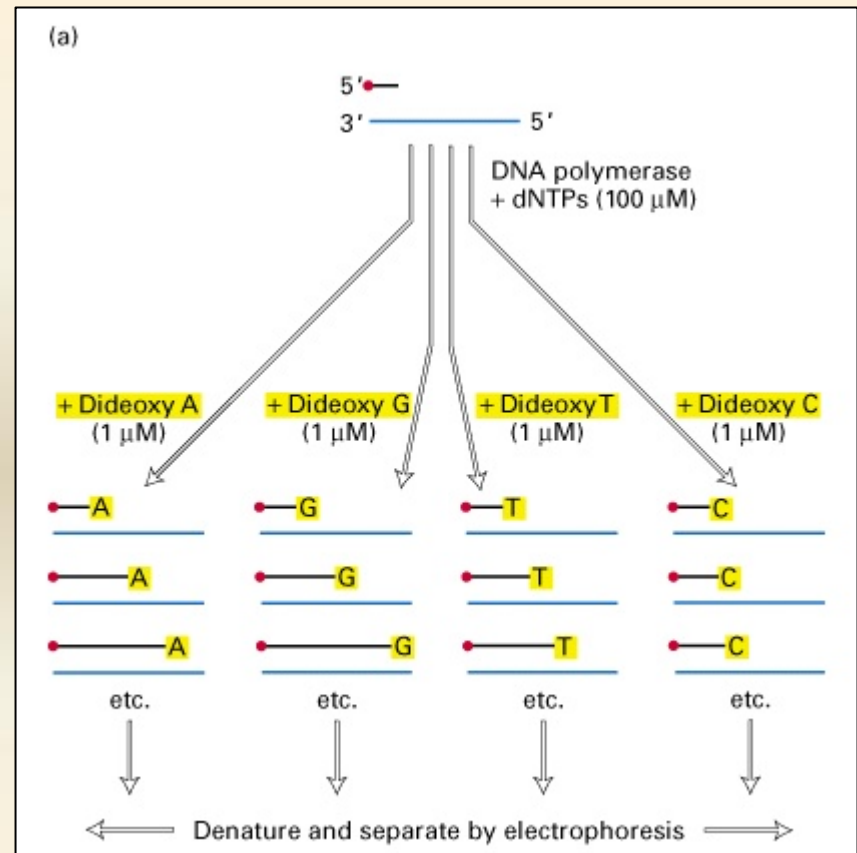 (a)
5′
3′ 5′
DNA polymerase
+ dNTPs (100 μM)
+ Dideoxy A
(1 μM)
+ Dideoxy G
(1 μM)
+ Dideoxy T
(1 μM)
+ Dideoxy C
(1 μM)
A G T C
A G T C
A G T C
etc. etc. etc. etc.
Denature and separate by electrophoresis